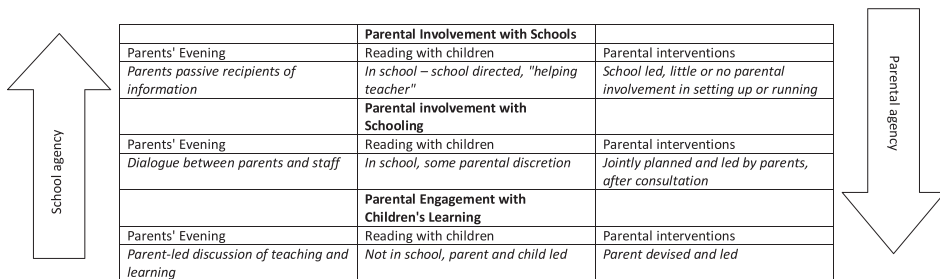 Parental Involvement with Schools
Parents' Evening Reading with children Parental interventions
Parents passive recipients of information
In school – school directed, "helping teacher"
School led, little or no parental involvement in setting up or running
Parental involvement with
Schooling
Parents' Evening Reading with children Parental interventions
Dialogue between parents and staff
In school, some parental discretion
Jointly planned and led by parents,
after consultation
Parental Engagement with
Children's Learning
Parents' Evening Reading with children Parental interventions
Parent-led discussion of teaching and
learning
Not in school, parent and child led
Parent devised and led
School agency
Parental agency